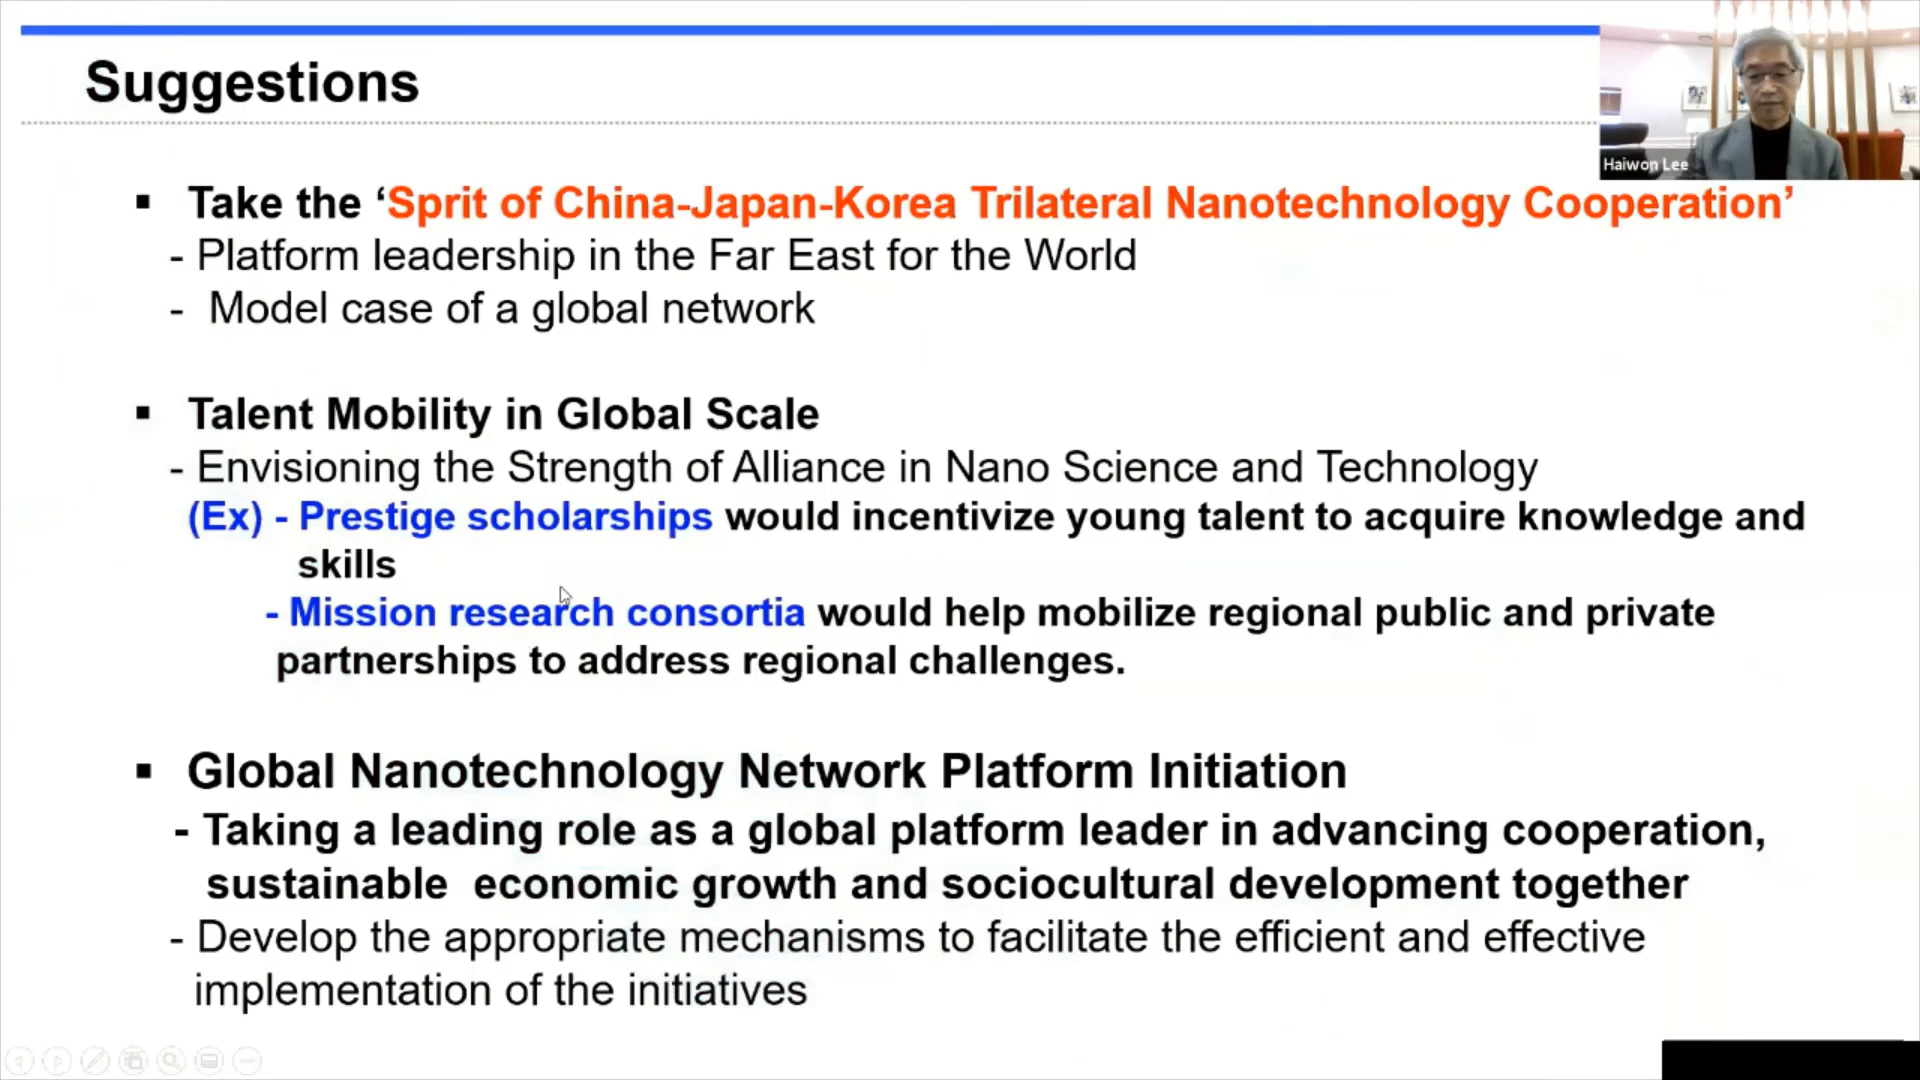 Suggestions
Haiwon Lee
▪ Take the ‘Sprit of China-Japan-Korea Trilateral Nanotechnology Cooperation’
- Platform leadership in the Far East for the World
- Model case of a global network
▪ Talent Mobility in Global Scale
- Envisioning the Strength of Alliance in Nano Science and Technology
(Ex) - Prestige scholarships would incentivize young talent to acquire knowledge and
skills
- Mission research consortia would help mobilize regional public and private
partnerships to address regional challenges.
▪ Global Nanotechnology Network Platform Initiation
- Taking a leading role as a global platform leader in advancing cooperation,
sustainable economic growth and sociocultural development together
- Develop the appropriate mechanisms to facilitate the efficient and effective
implementation of the initiatives